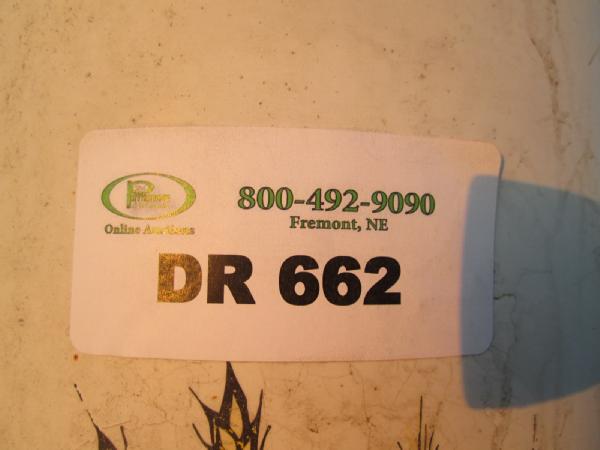 800-492-9090
Fremont, NE
Online Auctions
DR 662